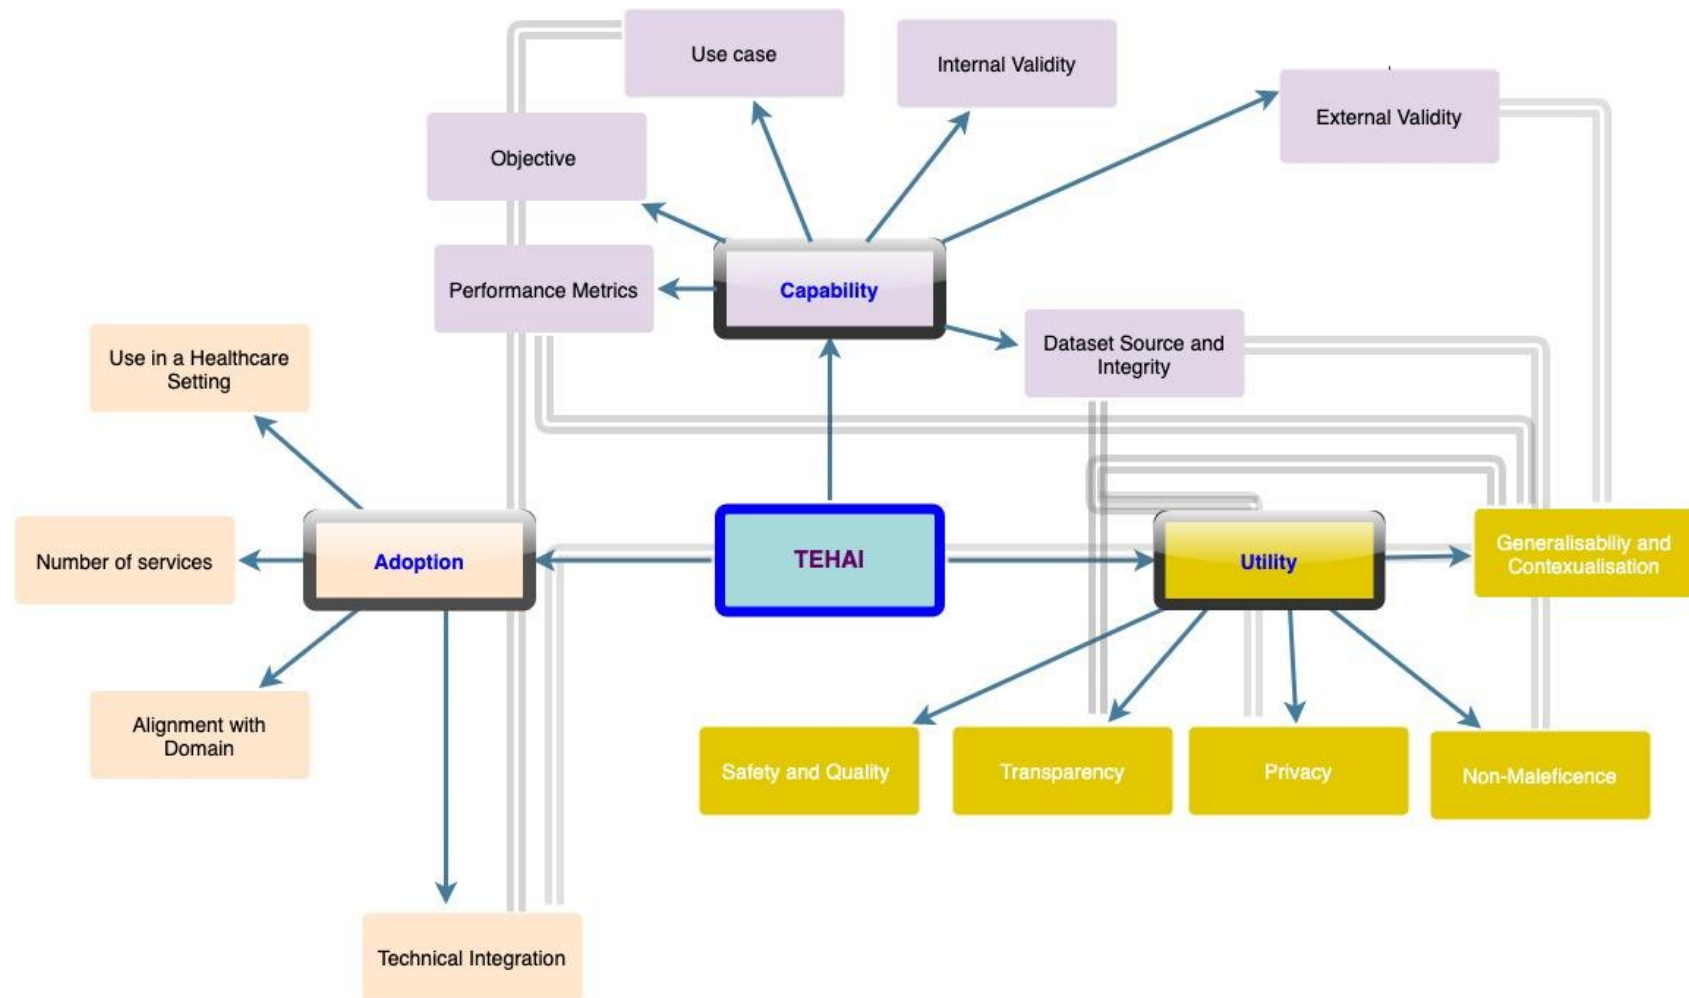 Use case
Internal Validity
External Validity
Objective
Performance Metrics
Capability
Dataset Source and
Integrity
Use in a Healthcare
Setting
Number of services
Adoption
TEHAI
Utility
Generalisabliy and
Contexualisation
Alignment with
Domain
Safety and Quality
Transparency
Privacy
Non-Maleficence
Technical Integration